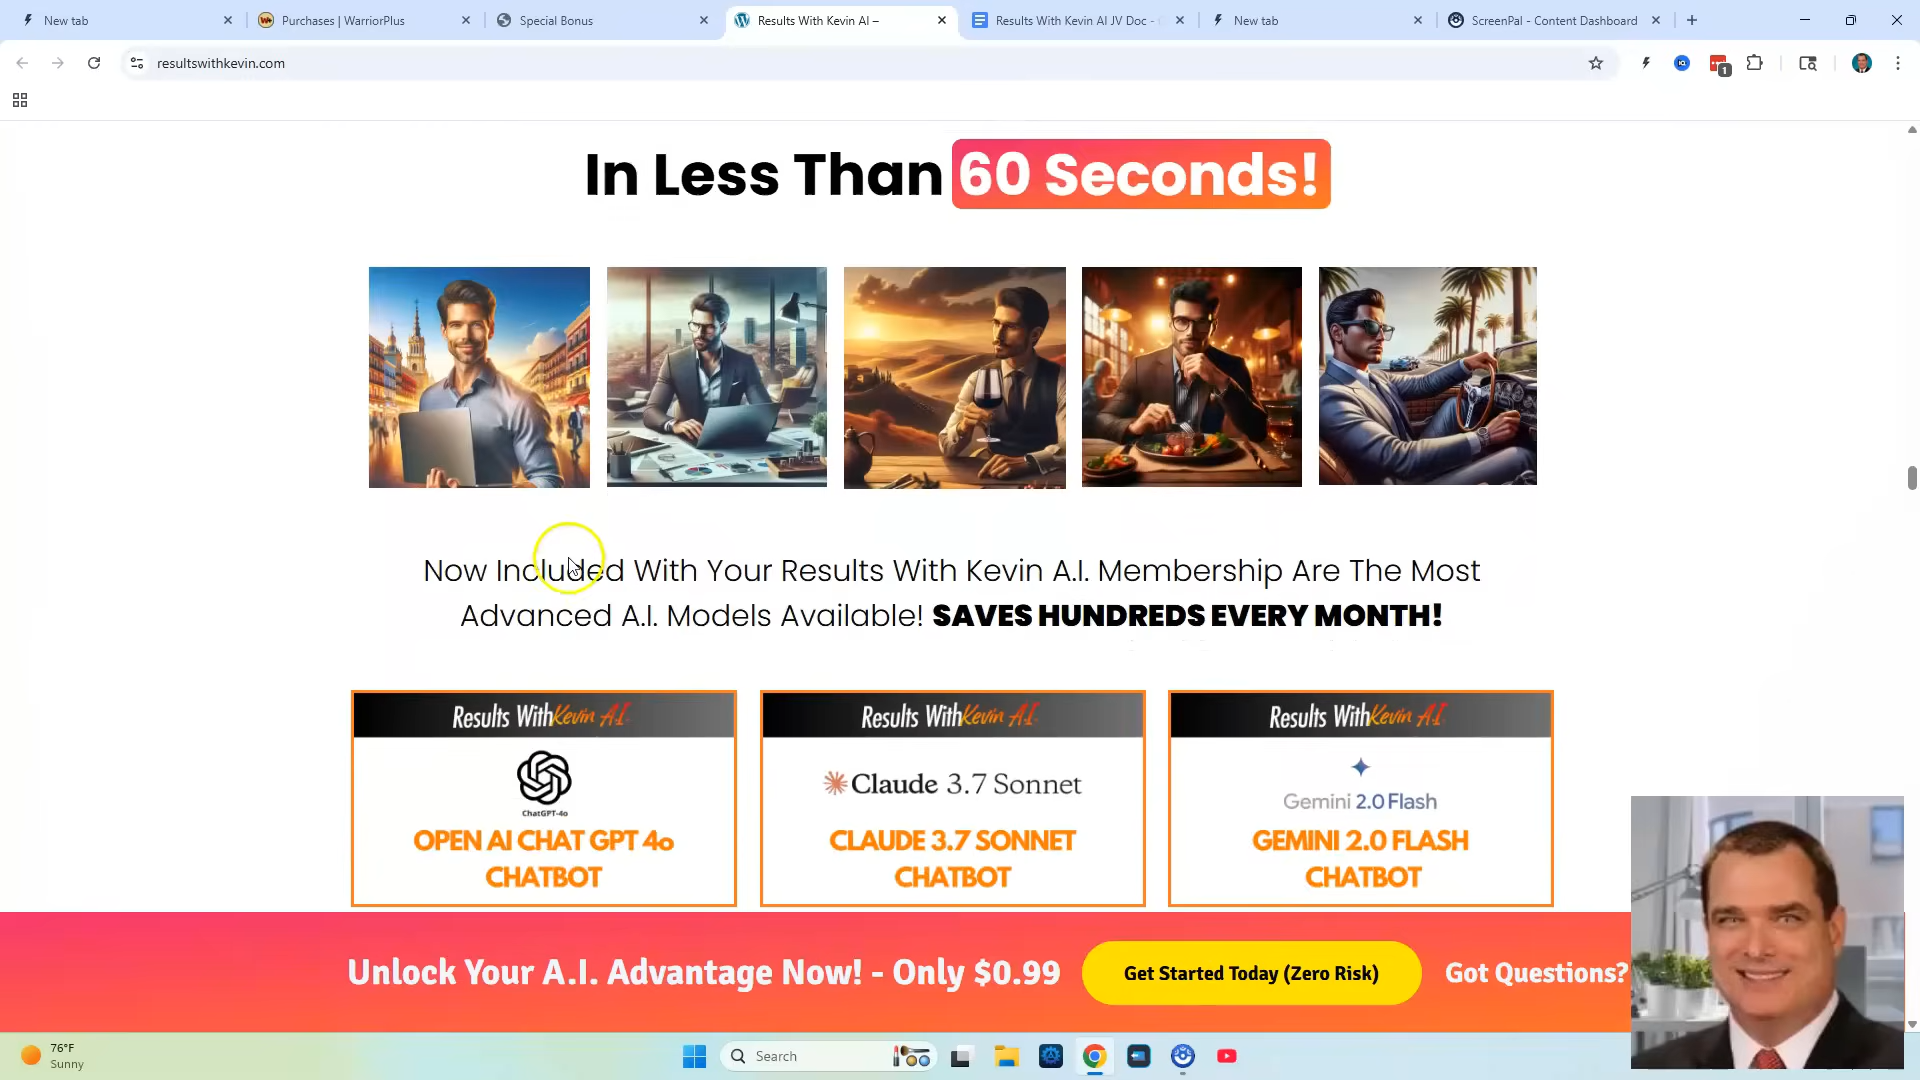 New tab
Purchases | WarriorPlus
Special Bonus
Results With Kevin AI –
Results With Kevin AI JV Doc -
New tab
ScreenPal - Content Dashboard
resultswithkevin.com
1
In Less Than 60 Seconds!
Now Included With Your Results With Kevin A.I. Membership Are The Most
Advanced A.I. Models Available! SAVES HUNDREDS EVERY MONTH!
Results With Kevin A.I.
Results With Kevin A.I.
Results With Kevin A.I.
ChatGPT-4o
Claude 3.7 Sonnet
Gemini 2.0 Flash
OPEN AI CHAT GPT 4o
CHATBOT
CLAUDE 3.7 SONNET
CHATBOT
GEMINI 2.0 FLASH
CHATBOT
Unlock Your A.I. Advantage Now! - Only $0.99
Get Started Today (Zero Risk)
Got Questions?
76°F
Sunny
Search